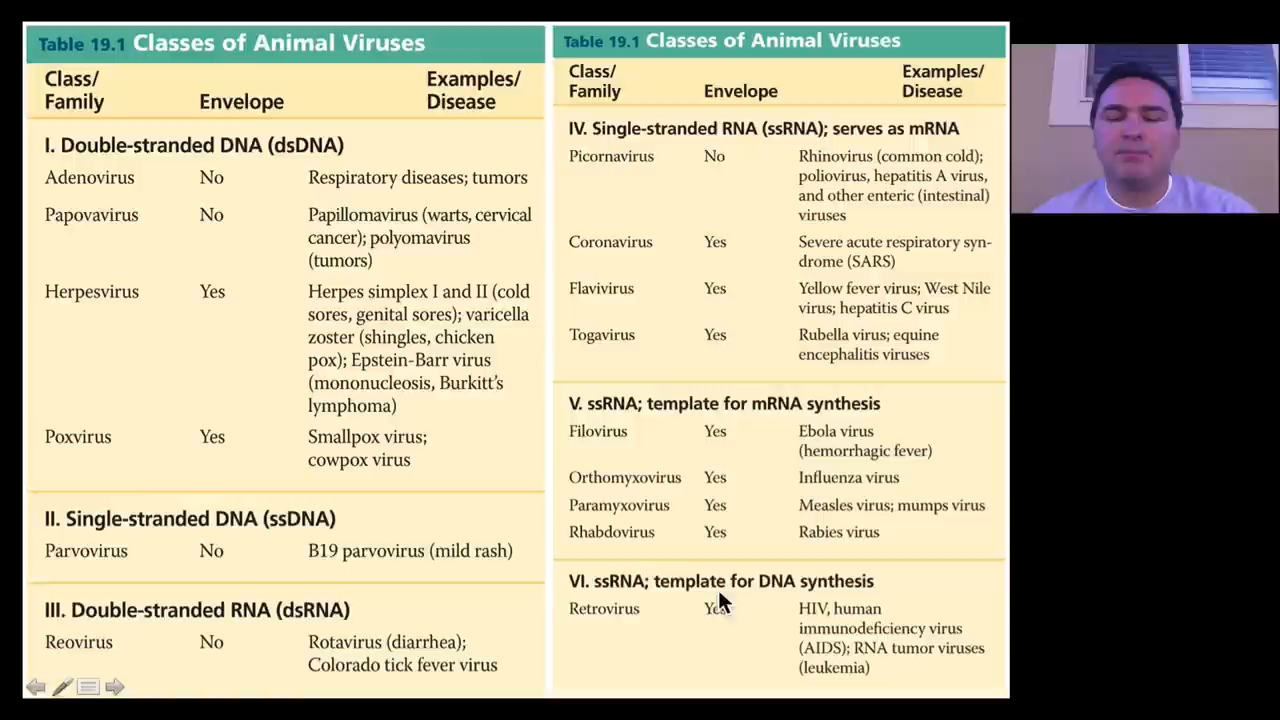 Table 19.1 Classes of Animal Viruses
Class/ Examples/
Family Envelope Disease
I. Double-stranded DNA (dsDNA)
Adenovirus No Respiratory diseases; tumors
Papovavirus No Papillomavirus (warts, cervical
cancer); polyomavirus
(tumors)
Herpesvirus Yes Herpes simplex I and II (cold
sores, genital sores); varicella
zoster (shingles, chicken
pox); Epstein-Barr virus
(mononucleosis, Burkitt's
lymphoma)
Poxvirus Yes Smallpox virus;
cowpox virus
II. Single-stranded DNA (ssDNA)
Parvovirus No B19 parvovirus (mild rash)
III. Double-stranded RNA (dsRNA)
Reovirus No Rotavirus (diarrhea);
Colorado tick fever virus
Table 19.1 Classes of Animal Viruses
Class/ Examples/
Family Envelope Disease
IV. Single-stranded RNA (ssRNA); serves as mRNA
Picornavirus No Rhinovirus (common cold);
poliovirus, hepatitis A virus,
and other enteric (intestinal)
viruses
Coronavirus Yes Severe acute respiratory syn-
drome (SARS)
Flavivirus Yes Yellow fever virus; West Nile
virus; hepatitis C virus
Togavirus Yes Rubella virus; equine
encephalitis viruses
V. ssRNA; template for mRNA synthesis
Filovirus Yes Ebola virus
(hemorrhagic fever)
Orthomyxovirus Yes Influenza virus
Paramyxovirus Yes Measles virus; mumps virus
Rhabdovirus Yes Rabies virus
VI. ssRNA; template for DNA synthesis
Retrovirus Yes HIV, human
immunodeficiency virus
(AIDS); RNA tumor viruses
(leukemia)